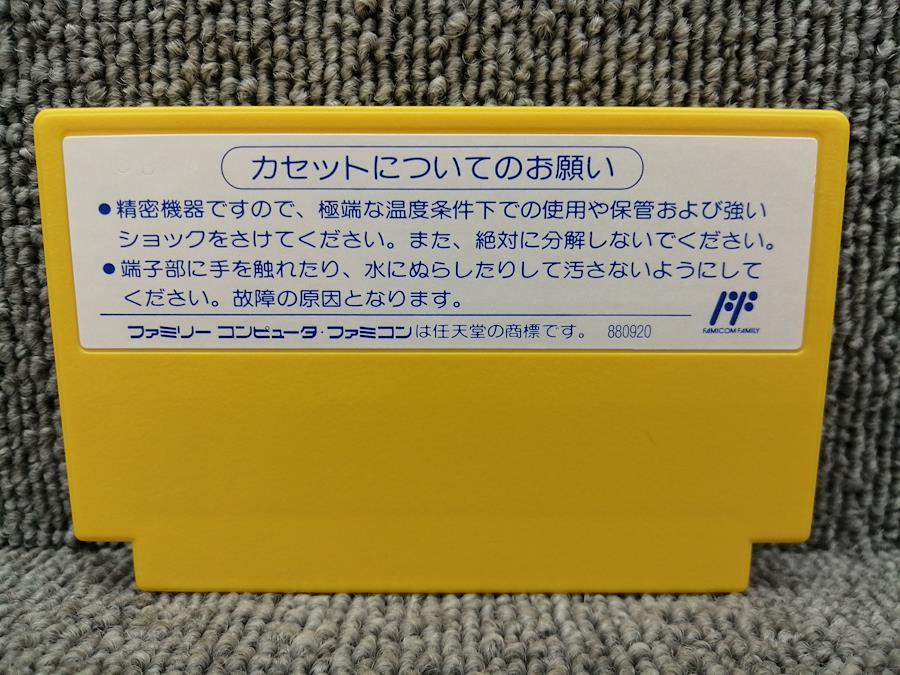 カセットについてのお願い
●精密機器ですので、極端な温度条件下での使用や保管および強い
ショックをさけてください。また、絶対に分解しないでください。
●端子部に手を触れたり、水にぬらしたりして汚さないようにして
ください。故障の原因となります。
ファミリー コンピュータ・ファミコンは任天堂の商標です。 880920
FAMICOM FAMILY